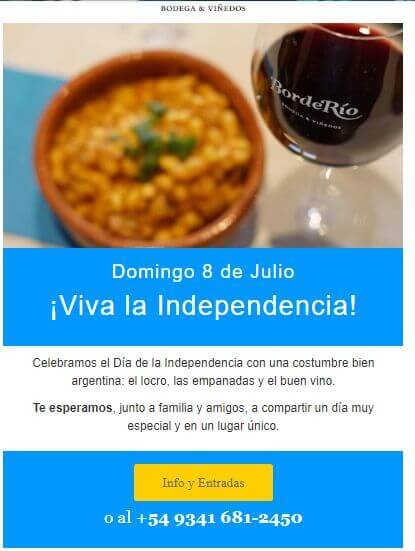 BODEGA & VIÑEDOS
BordeRío
BODEGA & VIÑEDOS
Domingo 8 de Julio
¡Viva la Independencia!
Celebramos el Día de la Independencia con una costumbre bien
argentina: el locro, las empanadas y el buen vino.
Te esperamos, junto a familia y amigos, a compartir un día muy
especial y en un lugar único.
Info y Entradas
o al +54 9341 681-2450